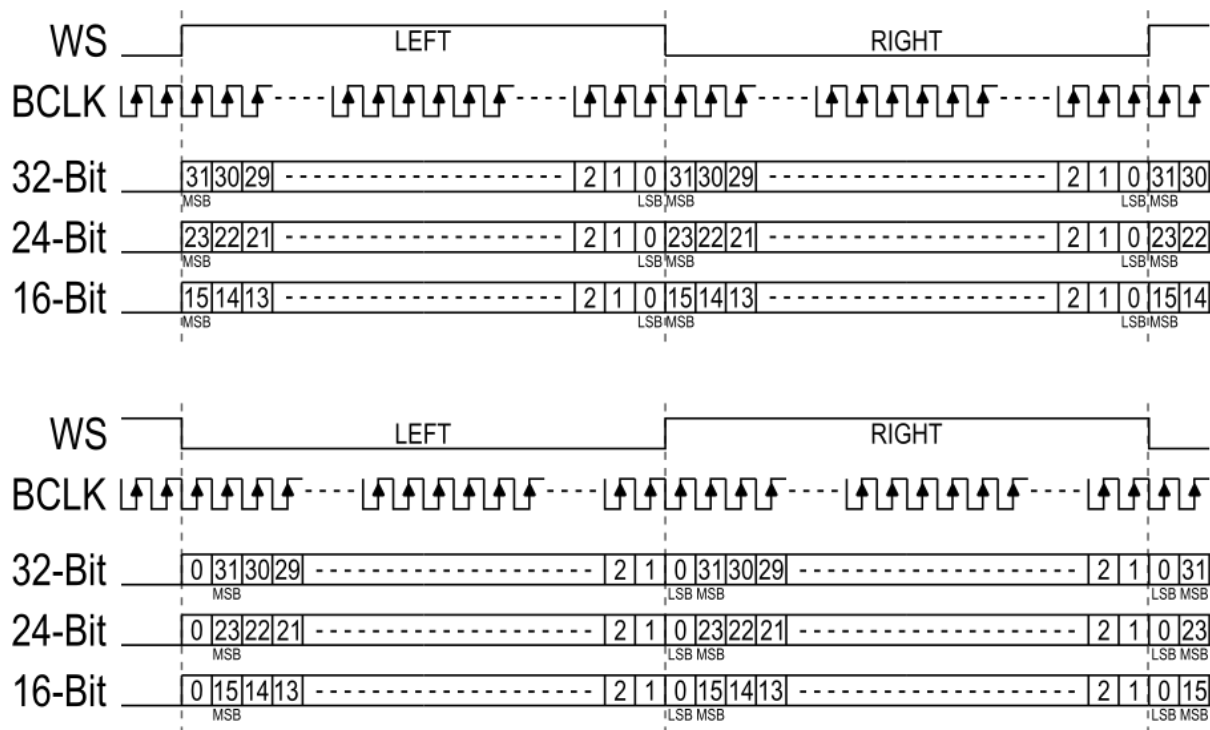 WS LEFT RIGHT
BCLK
32-Bit 31 30 29 2 1 0 31 30 29 2 1 0 31 30
MSB LSB MSB LSB MSB
24-Bit 23 22 21 2 1 0 23 22 21 2 1 0 23 22
MSB LSB MSB LSB MSB
16-Bit 15 14 13 2 1 0 15 14 13 2 1 0 15 14
MSB LSB MSB LSB MSB
WS LEFT RIGHT
BCLK
32-Bit 0 31 30 29 2 1 0 31 30 29 2 1 0 31
MSB LSB MSB LSB MSB
24-Bit 0 23 22 21 2 1 0 23 22 21 2 1 0 23
MSB LSB MSB LSB MSB
16-Bit 0 15 14 13 2 1 0 15 14 13 2 1 0 15
MSB LSB MSB LSB MSB